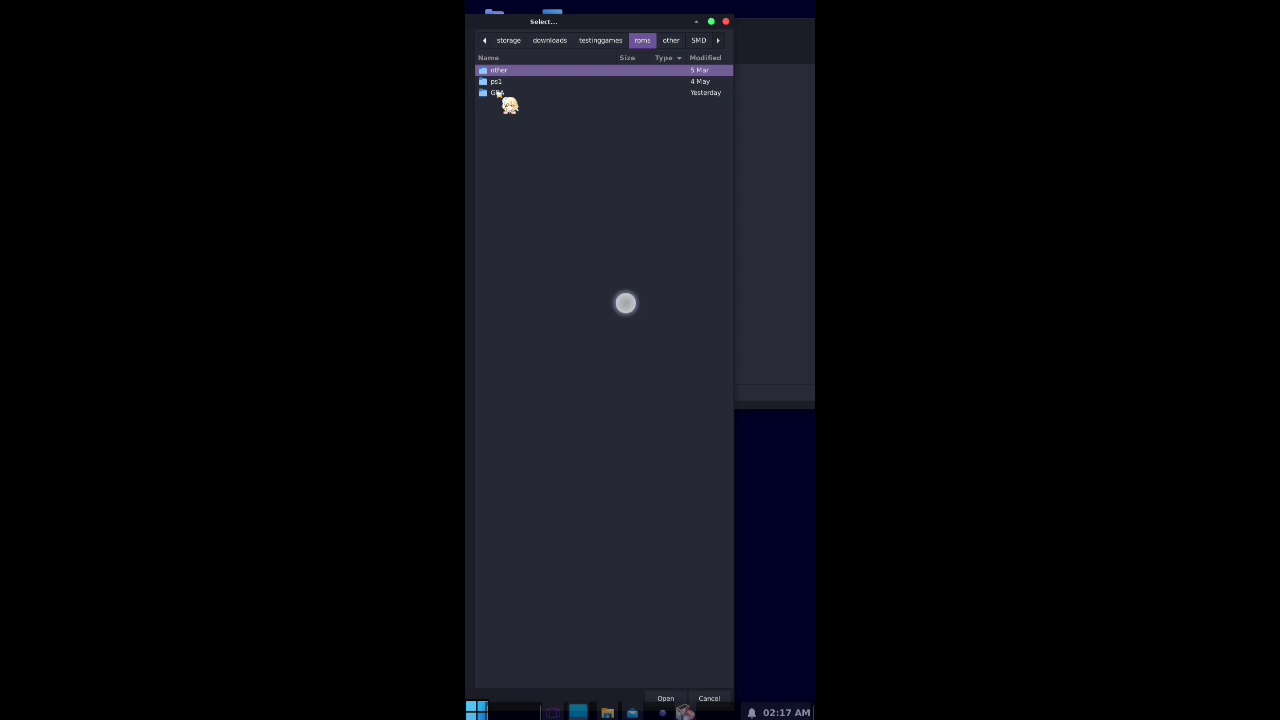 Select...
storage downloads testinggames roms other SMD
Name Size Type Modified
other 5 Mar
ps1 4 May
Yesterday
Open Cancel
02:17 AM